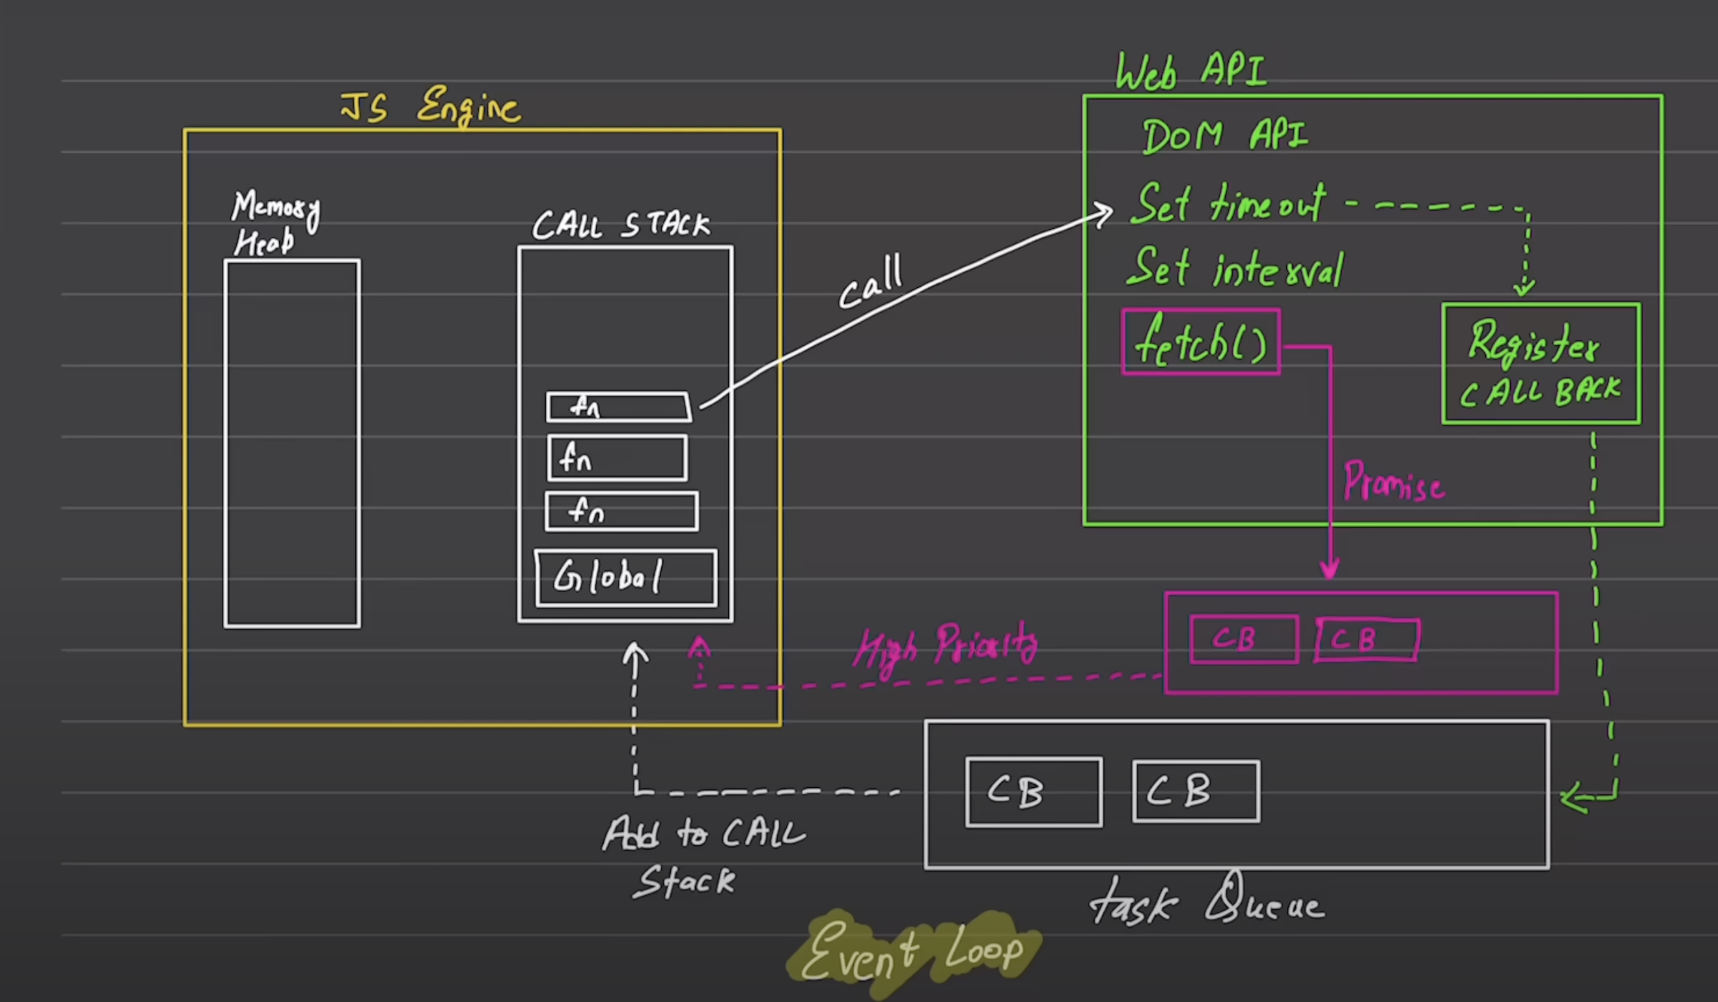 Web API
JS Engine
DOM API
Memory
Heap
CALL STACK
Set timeout
call
Set interval
fetch()
Register
CALL BACK
fn
fn
fn
Promise
Global
High Priority
CB
CB
CB
CB
Add to CALL
Stack
task Queue
Event Loop